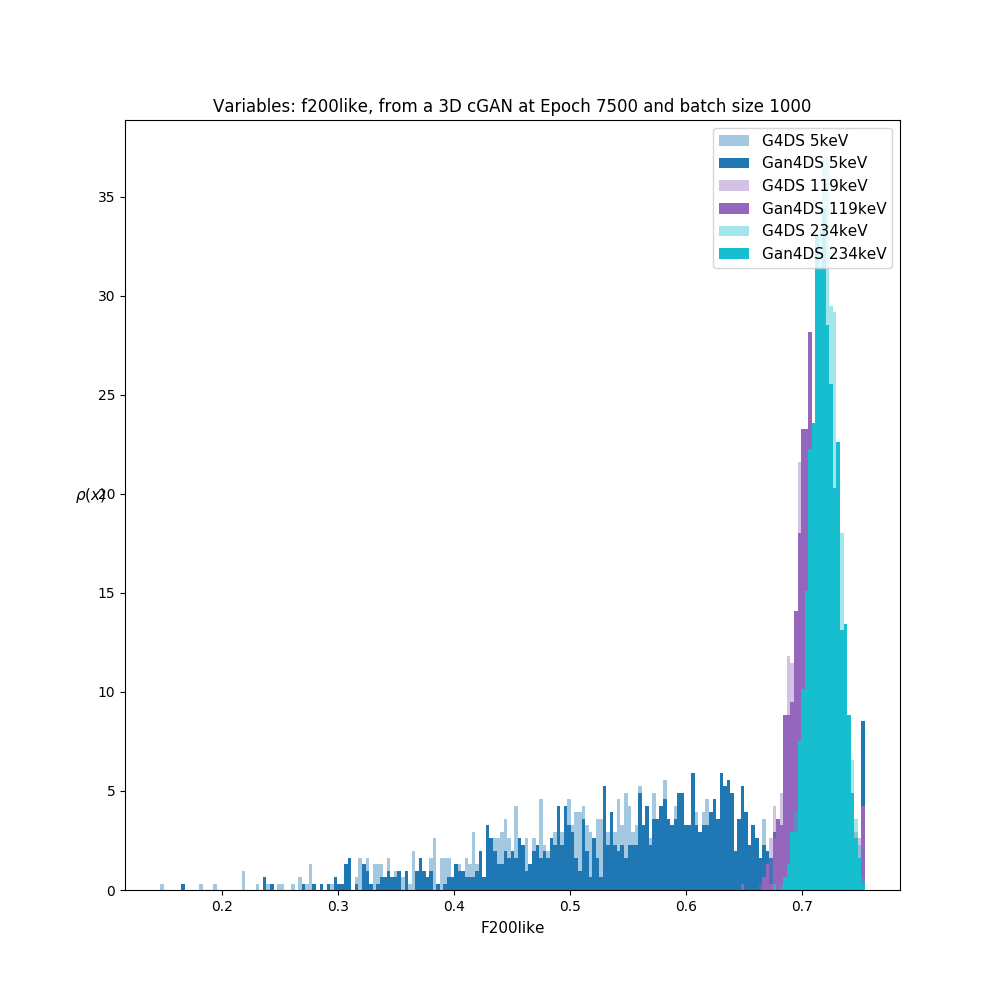 Variables: f200like, from a 3D cGAN at Epoch 7500 and batch size 1000
G4DS 5keV
Gan4DS 5keV
G4DS 119keV
Gan4DS 119keV
G4DS 234keV
Gan4DS 234keV
35
30
25
ρ(x)
20
15
10
5
0
0.2 0.3 0.4 0.5 0.6 0.7
F200like